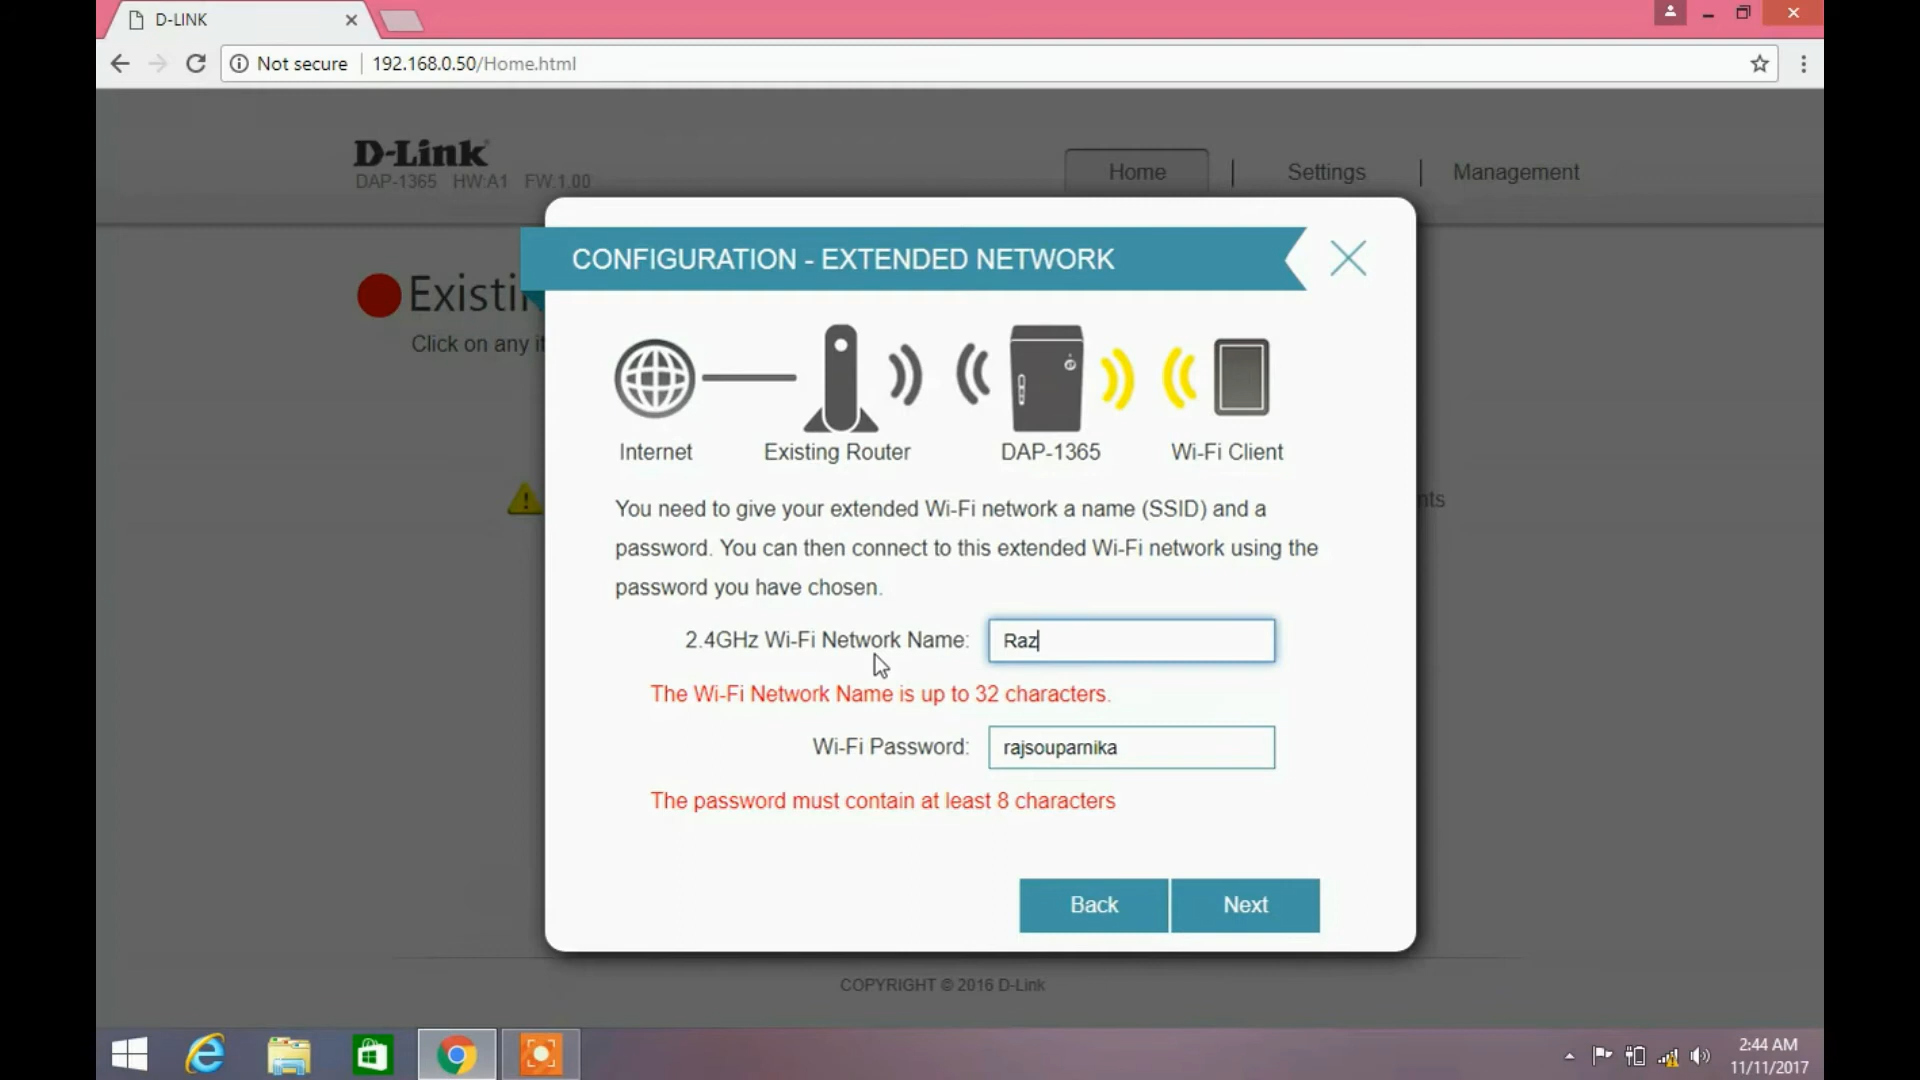 D-LINK
Not secure
192.168.0.50/Home.html
D-Link
DAP-1365 HW:A1 FW:1.00
Home
Settings
Management
CONFIGURATION - EXTENDED NETWORK
Click on any
Internet
Existing Router
DAP-1365
Wi-Fi Client
You need to give your extended Wi-Fi network a name (SSID) and a
password. You can then connect to this extended Wi-Fi network using the
password you have chosen.
2.4GHz Wi-Fi Network Name: Raz
The Wi-Fi Network Name is up to 32 characters.
Wi-Fi Password: rajsouparnika
The password must contain at least 8 characters
Back
Next
COPYRIGHT © 2016 D-Link
2:44 AM
11/11/2017